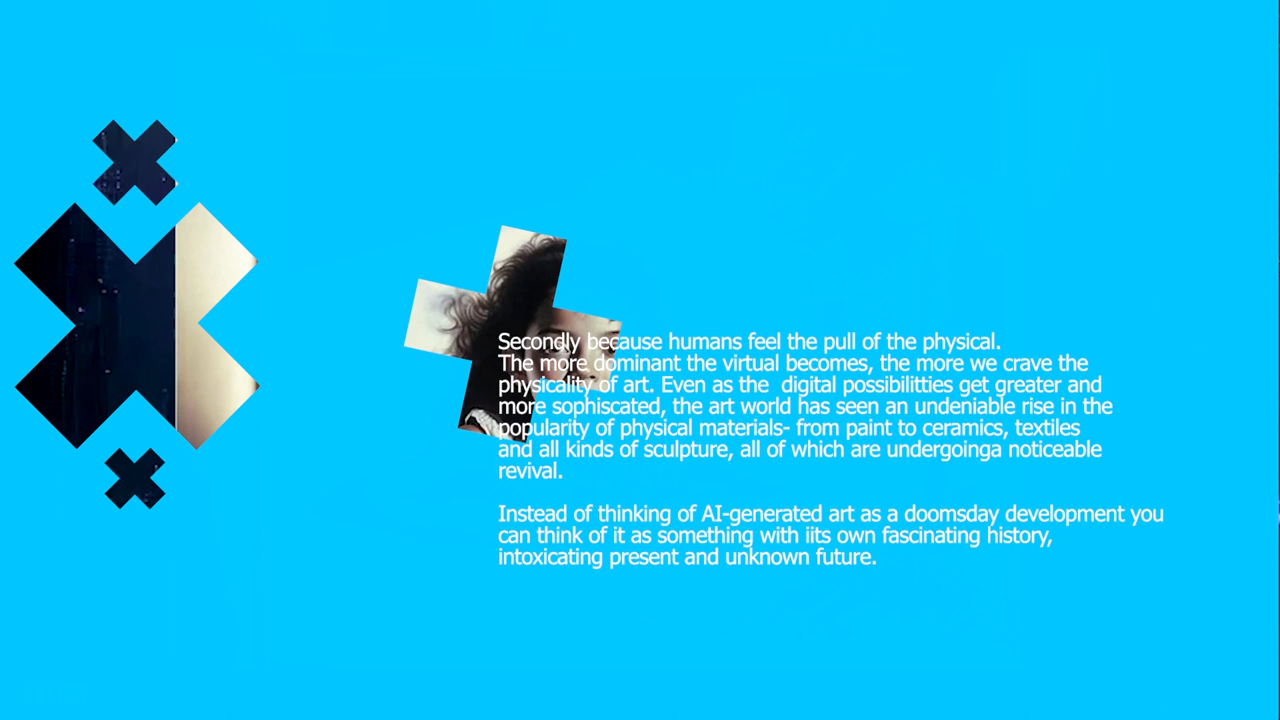 Secondly because humans feel the pull of the physical.
The more dominant the virtual becomes, the more we crave the
physicality of art. Even as the  digital possibilitties get greater and
more sophiscated, the art world has seen an undeniable rise in the
popularity of physical materials- from paint to ceramics, textiles
and all kinds of sculpture, all of which are undergoinga noticeable
revival.
Instead of thinking of AI-generated art as a doomsday development you
can think of it as something with iits own fascinating history,
intoxicating present and unknown future.